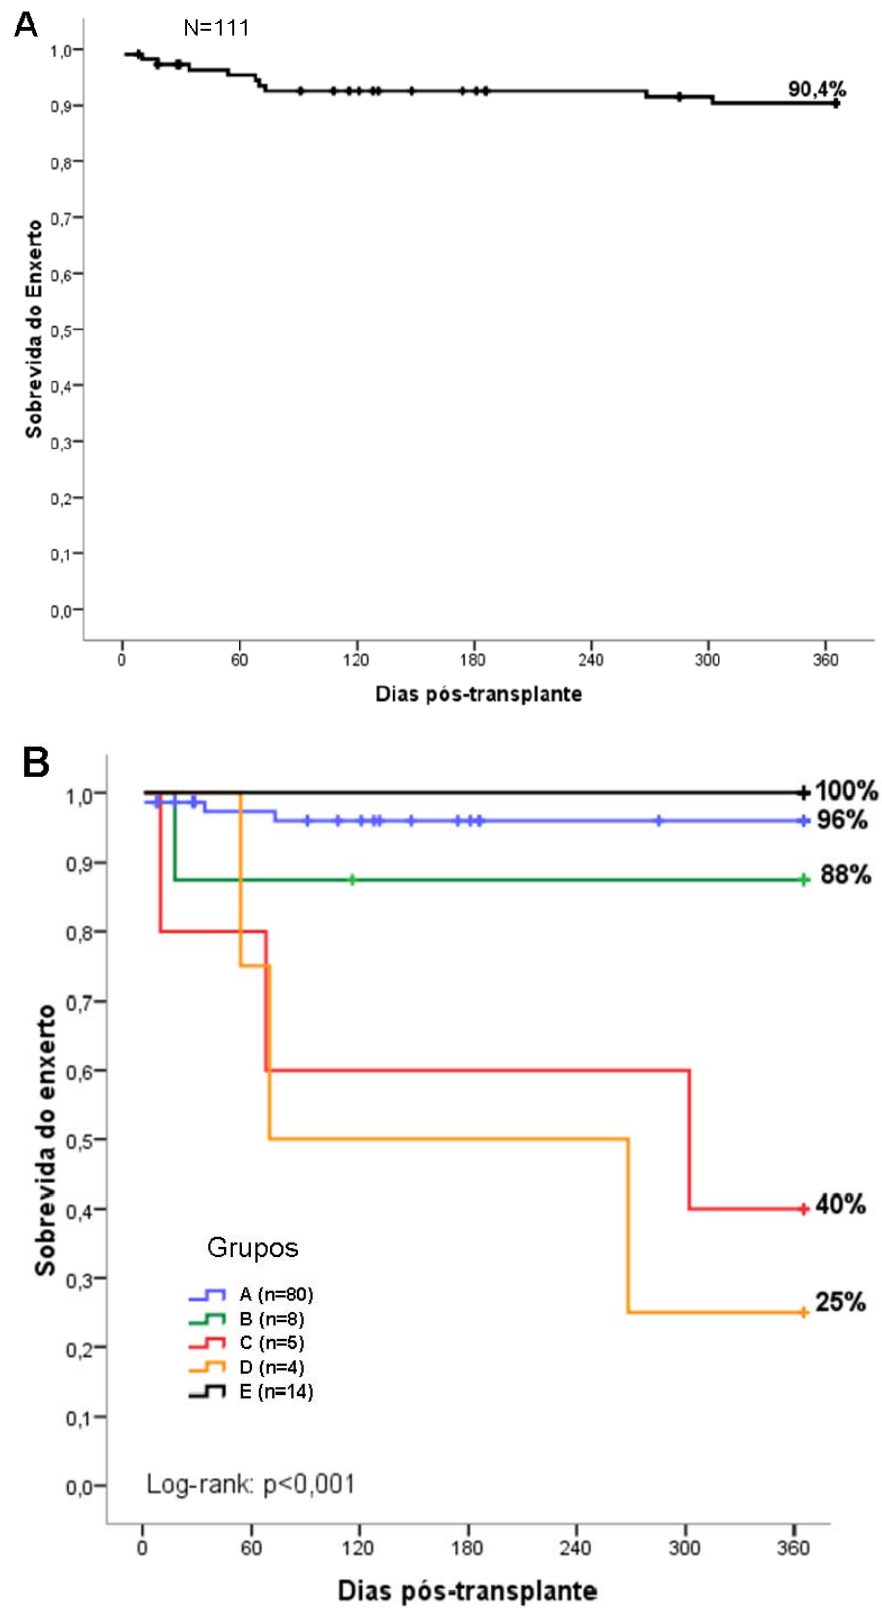 A
N=111
1,0
0,9
0,8
0,7
0,6
0,5
0,4
0,3
0,2
0,1
0,0
90,4%
Sobrevida do Enxerto
0 60 120 180 240 300 360
Dias pós-transplante
B
1,0
0,9
0,8
0,7
0,6
0,5
0,4
0,3
0,2
0,1
0,0
100%
96%
88%
40%
25%
Sobrevida do enxerto
Grupos
A (n=80)
B (n=8)
C (n=5)
D (n=4)
E (n=14)
Log-rank: p<0,001
0 60 120 180 240 300 360
Dias pós-transplante